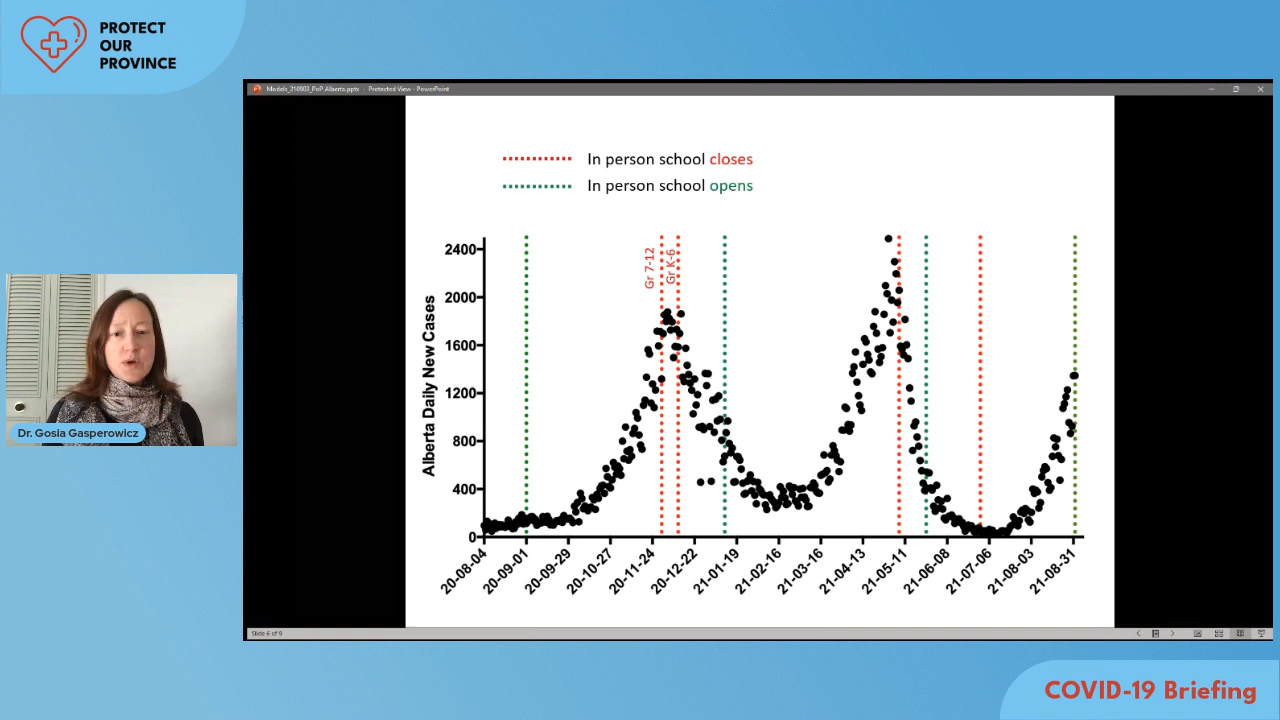 PROTECT
OUR
PROVINCE
Models_210903_PoP Alberta.pptx - Protected View - PowerPoint
In person school closes
In person school opens
Gr 7-12
Gr K-6
Alberta Daily New Cases
2400
2000
1600
1200
800
400
0
20-08-04
20-09-01
20-09-29
20-10-27
20-11-24
20-12-22
21-01-19
21-02-16
21-03-16
21-04-13
21-05-11
21-06-08
21-07-06
21-08-03
21-08-31
Dr. Gosia Gasperowicz
Slide 6 of 9
COVID-19 Briefing